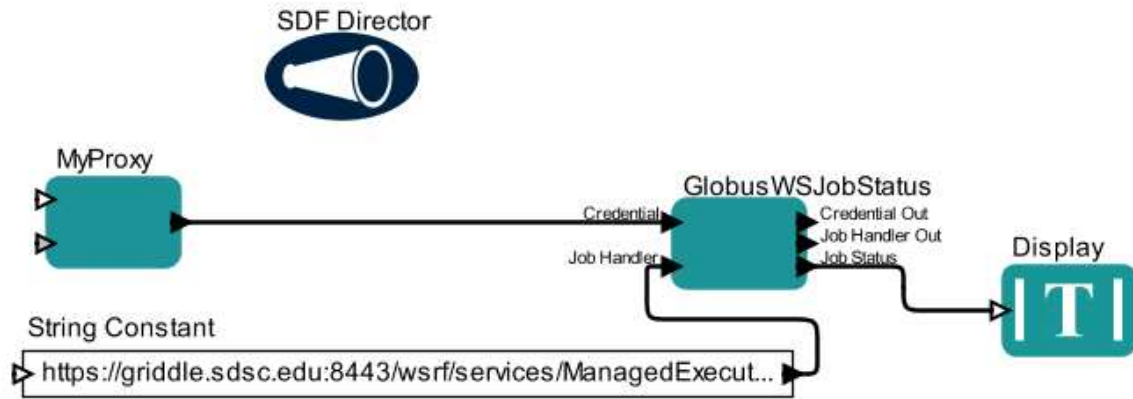 SDF Director
MyProxy
GlobusWSJobStatus
Credential
Credential Out
Job Handler Out
Job Handler
Job Status
Display
T
String Constant
https://griddle.sdsc.edu:8443/wsrf/services/ManagedExecut...